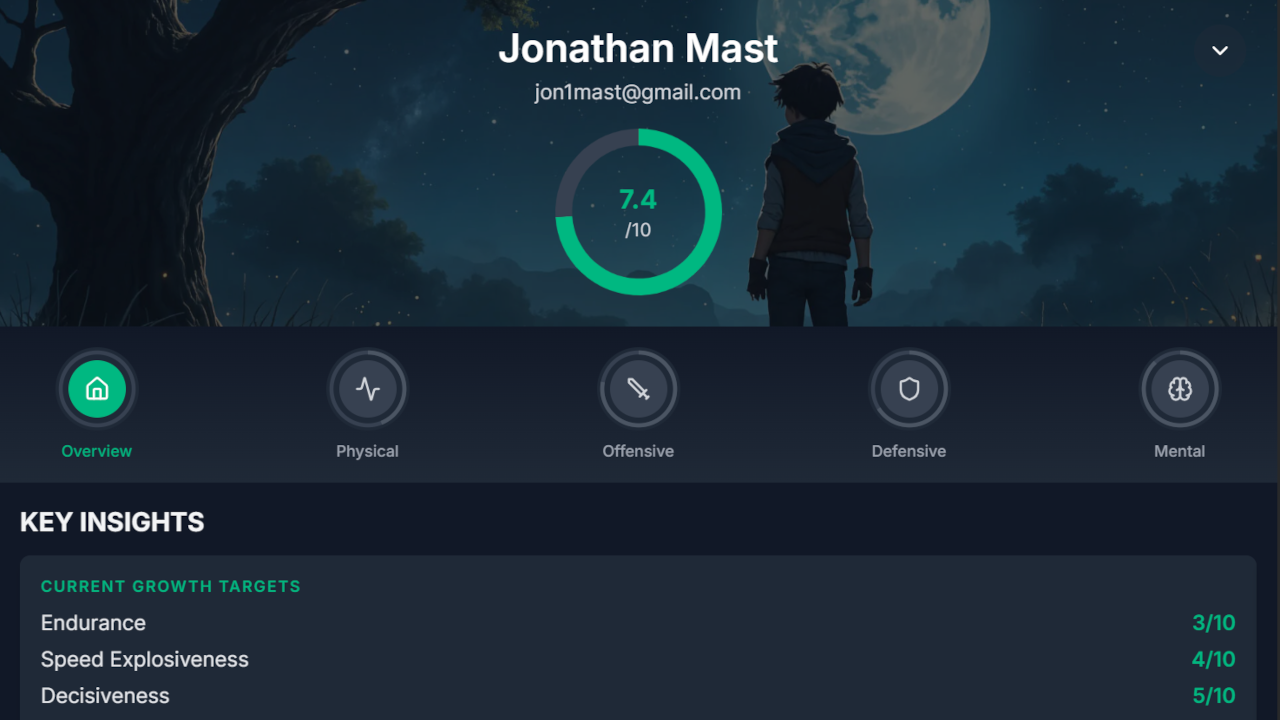 Jonathan Mast
jon1mast@gmail.com
7.4
/10
Overview
Physical
Offensive
Defensive
Mental
KEY INSIGHTS
CURRENT GROWTH TARGETS
Endurance 3/10
Speed Explosiveness 4/10
Decisiveness 5/10